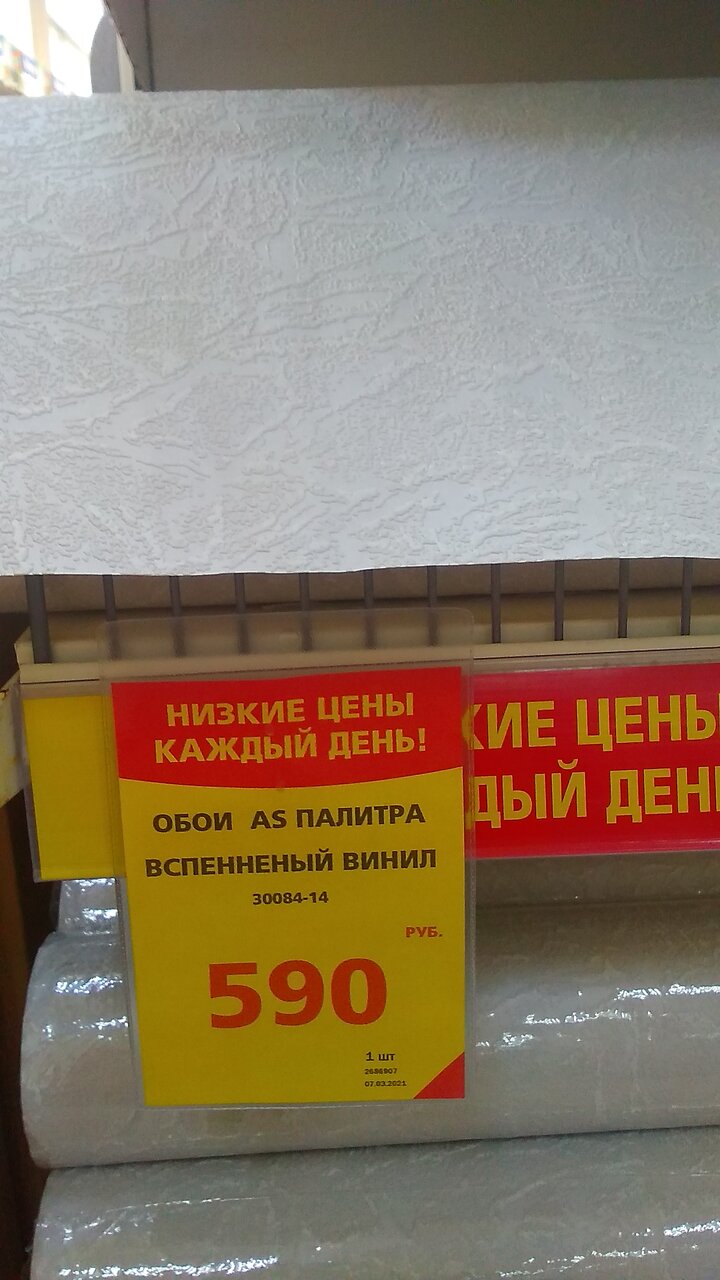 НИЗКИЕ ЦЕНЫ
КАЖДЫЙ ДЕНЬ!
ОБОИ AS ПАЛИТРА
ВСПЕННЕНЫЙ ВИНИЛ
30084-14
РУБ.
590
1 шт
2686907
07.03.2021
КИЕ ЦЕНЫ
ДЫЙ ДЕН